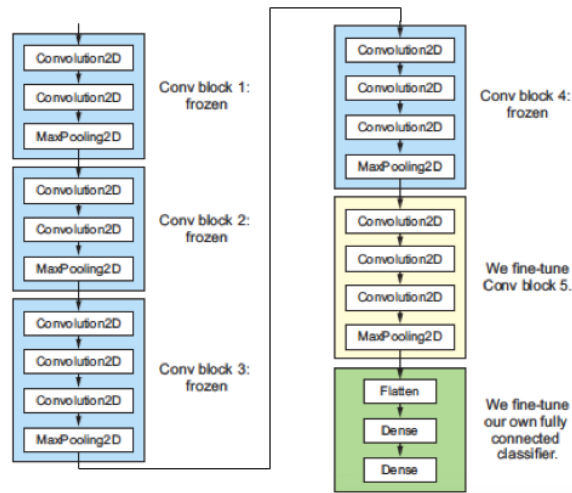 Convolution2D
Convolution2D
MaxPooling2D
Conv block 1:
frozen
Convolution2D
Convolution2D
MaxPooling2D
Conv block 2:
frozen
Convolution2D
Convolution2D
Convolution2D
MaxPooling2D
Conv block 3:
frozen
Convolution2D
Convolution2D
Convolution2D
MaxPooling2D
Conv block 4:
frozen
Convolution2D
Convolution2D
Convolution2D
MaxPooling2D
We fine-tune
Conv block 5.
Flatten
Dense
Dense
We fine-tune
our own fully
connected
classifier.